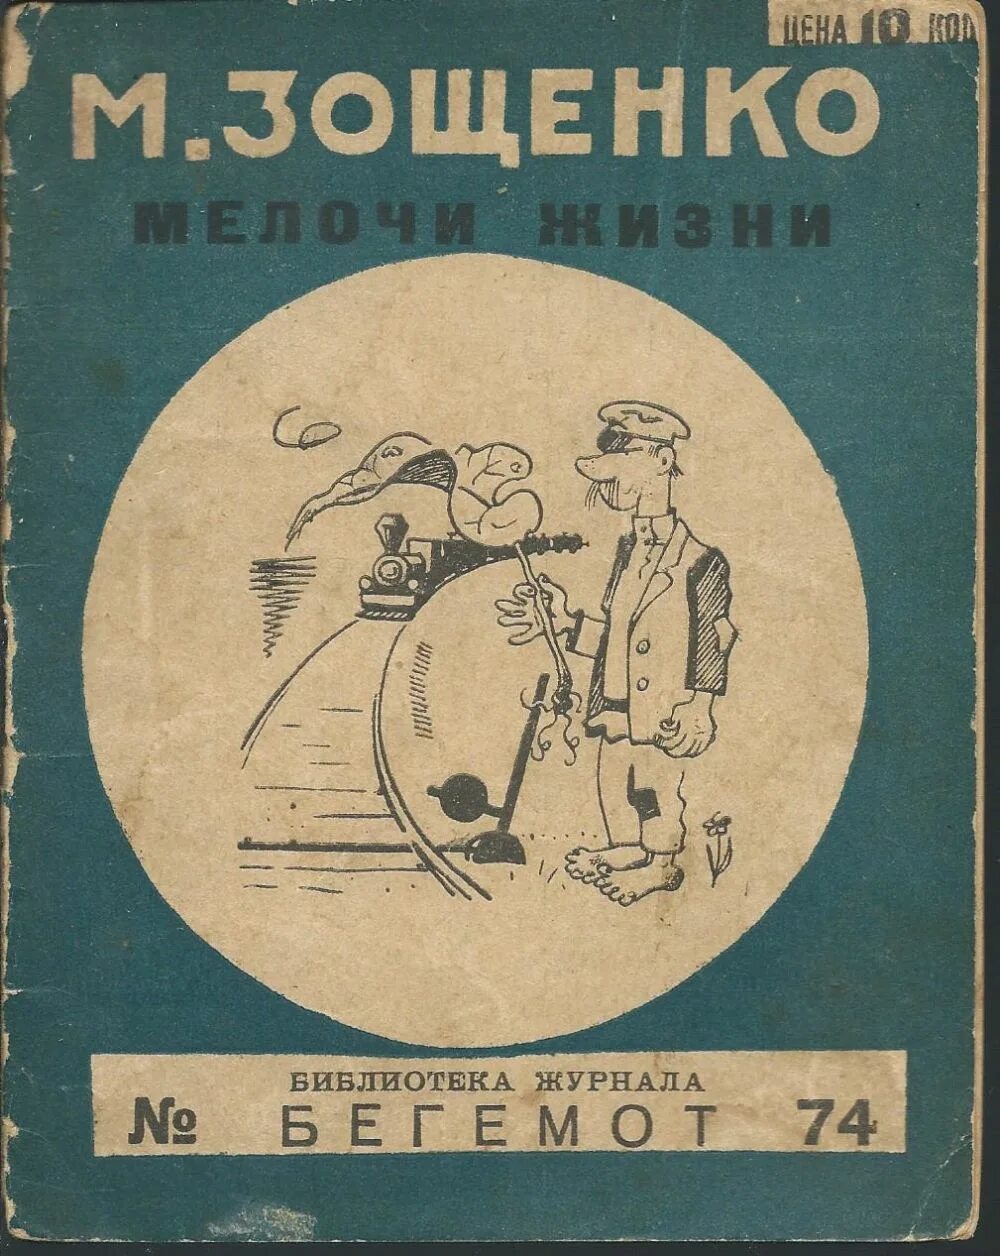 ЦЕНА 10 КОП
М. ЗОЩЕНКО
МЕЛОЧИ ЖИЗНИ
БИБЛИОТЕКА ЖУРНАЛА
№ БЕГЕМОТ 74